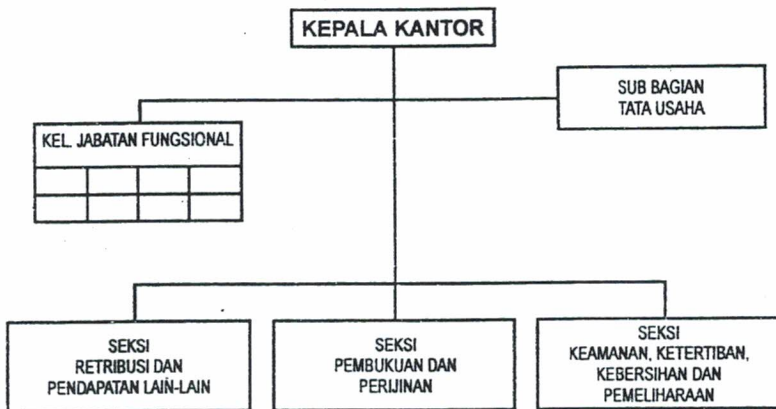 KEPALA KANTOR
SUB BAGIAN
TATA USAHA
KEL. JABATAN FUNGSIONAL
SEKSI
RETRIBUSI DAN
PENDAPATAN LAIN-LAIN
SEKSI
PEMBUKUAN DAN
PERIJINAN
SEKSI
KEAMANAN, KETERTIBAN,
KEBERSIHAN DAN
PEMELIHARAAN